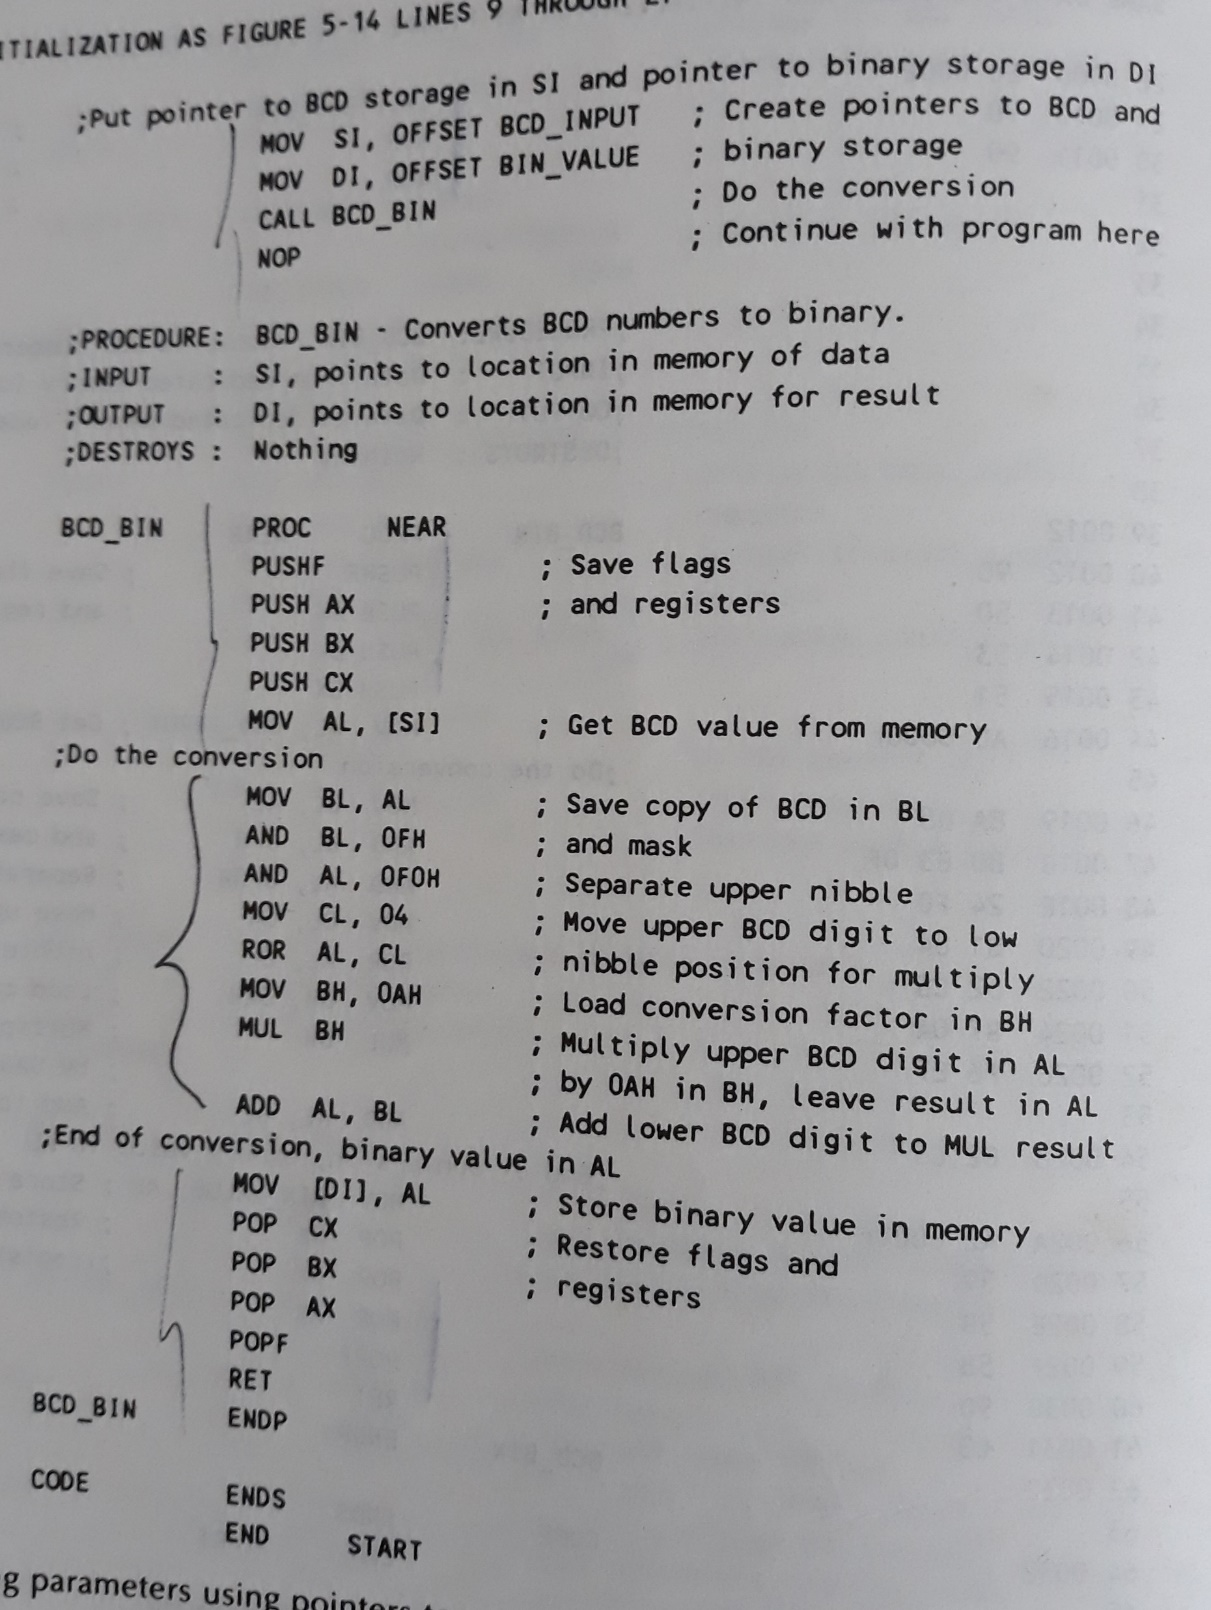 ITIALIZATION AS FIGURE 5-14 LINES 9 THROUGH
;Put pointer to BCD storage in SI and pointer to binary storage in DI
MOV SI, OFFSET BCD_INPUT ; Create pointers to BCD and
MOV DI, OFFSET BIN_VALUE ; binary storage
CALL BCD_BIN ; Do the conversion
NOP ; Continue with program here
;PROCEDURE: BCD_BIN - Converts BCD numbers to binary.
;INPUT : SI, points to location in memory of data
;OUTPUT : DI, points to location in memory for result
;DESTROYS : Nothing
BCD_BIN PROC NEAR
PUSHF ; Save flags
PUSH AX ; and registers
PUSH BX
PUSH CX
MOV AL, [SI] ; Get BCD value from memory
;Do the conversion
MOV BL, AL ; Save copy of BCD in BL
AND BL, 0FH ; and mask
AND AL, 0F0H ; Separate upper nibble
MOV CL, 04 ; Move upper BCD digit to low
ROR AL, CL ; nibble position for multiply
MOV BH, 0AH ; Load conversion factor in BH
MUL BH ; Multiply upper BCD digit in AL
; by 0AH in BH, leave result in AL
ADD AL, BL ; Add lower BCD digit to MUL result
;End of conversion, binary value in AL
MOV [DI], AL ; Store binary value in memory
POP CX ; Restore flags and
POP BX ; registers
POP AX
POPF
RET
BCD_BIN ENDP
CODE ENDS
END START
g parameters using pointers